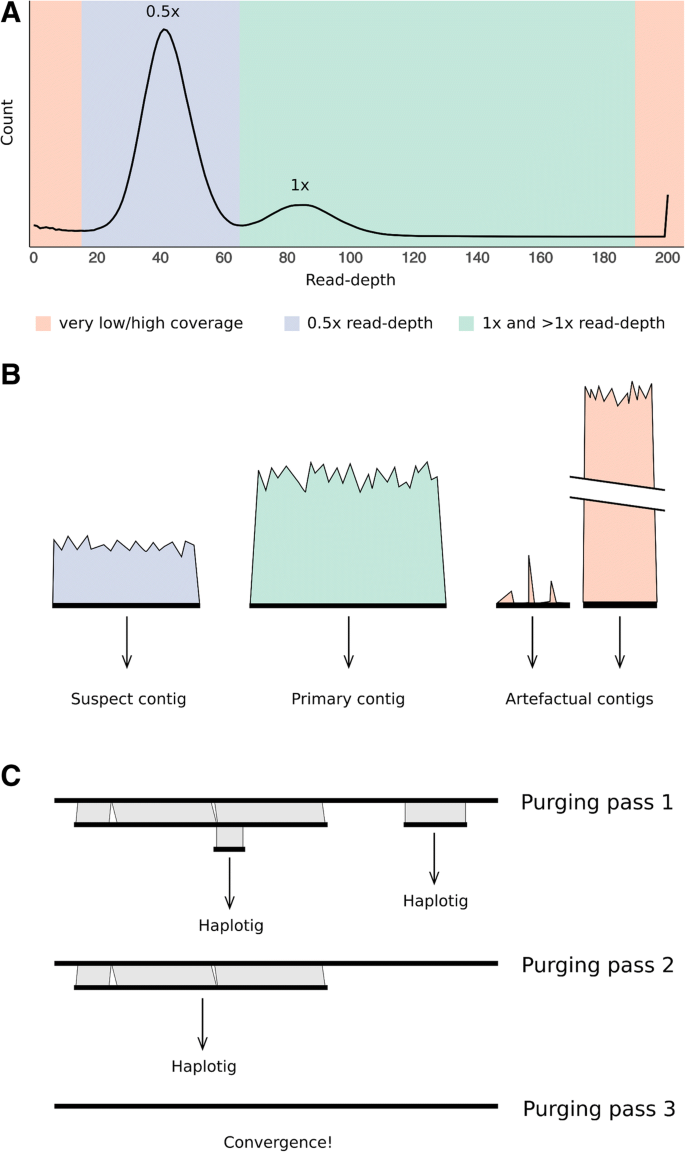 A
0.5x
1x
Count
0 20 40 60 80 100 120 140 160 180 200
Read-depth
very low/high coverage 0.5x read-depth 1x and >1x read-depth
B
Suspect contig Primary contig Artefactual contigs
C
Purging pass 1
Haplotig
Haplotig
Purging pass 2
Haplotig
Purging pass 3
Convergence!